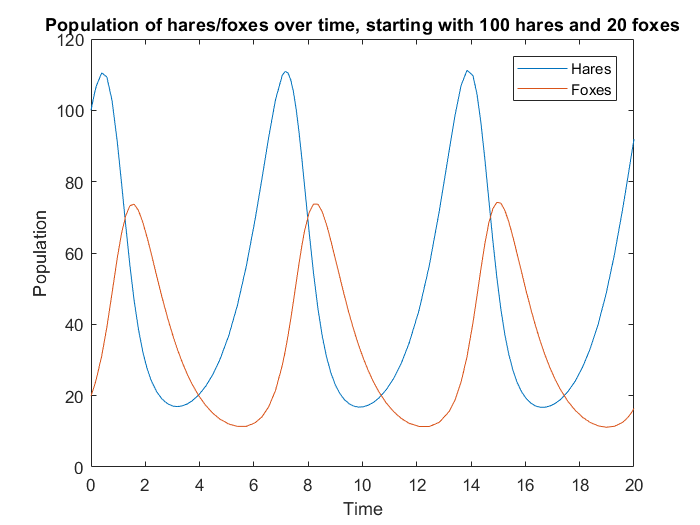 Population of hares/foxes over time, starting with 100 hares and 20 foxes
120
100
80
60
40
20
0
Population
Hares
Foxes
0 2 4 6 8 10 12 14 16 18 20
Time